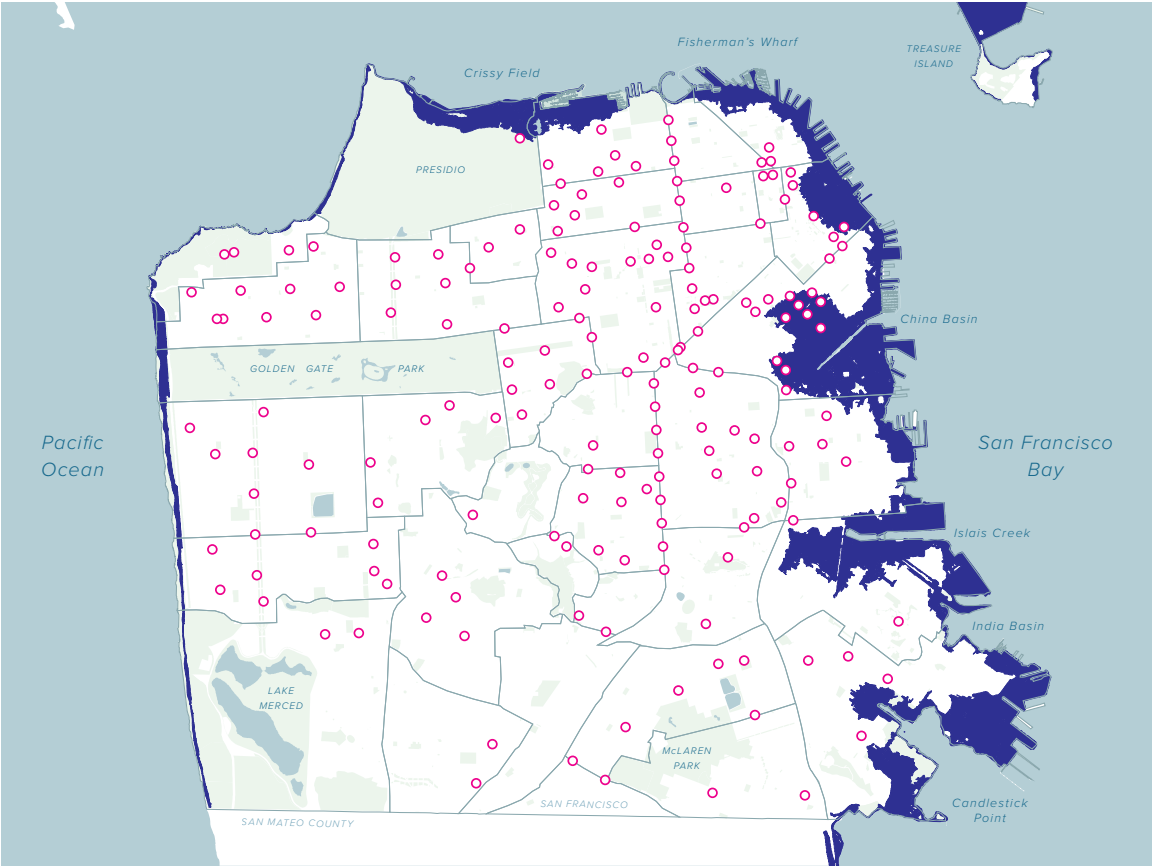 Fisherman's Wharf
TREASURE
ISLAND
Crissy Field
PRESIDIO
China Basin
GOLDEN GATE PARK
Pacific
Ocean
San Francisco
Bay
Islais Creek
India Basin
LAKE
MERCED
McLAREN
PARK
SAN FRANCISCO
SAN MATEO COUNTY
Candlestick
Point